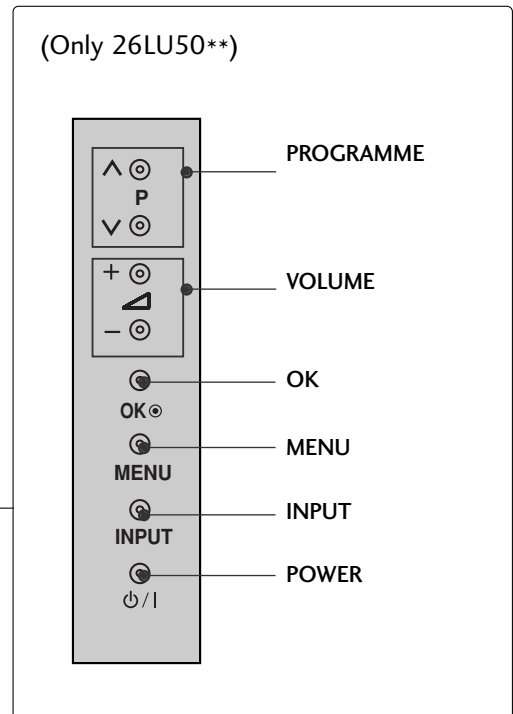 (Only 26LU50**)
PROGRAMME
P
VOLUME
+
−
OK
OK
MENU
MENU
INPUT
INPUT
POWER
/ I